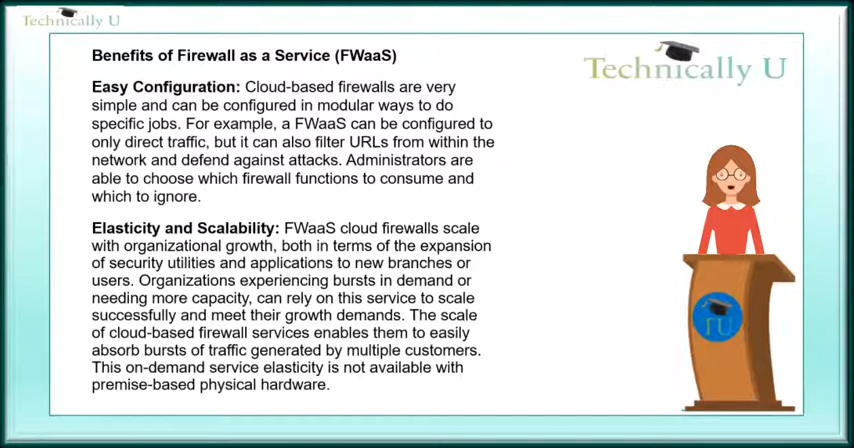 Technically U
Benefits of Firewall as a Service (FWaaS)
Technically U
Easy Configuration: Cloud-based firewalls are very
simple and can be configured in modular ways to do
specific jobs. For example, a FWaaS can be configured to
only direct traffic, but it can also filter URLs from within the
network and defend against attacks. Administrators are
able to choose which firewall functions to consume and
which to ignore.
Elasticity and Scalability: FWaaS cloud firewalls scale
with organizational growth, both in terms of the expansion
of security utilities and applications to new branches or
users. Organizations experiencing bursts in demand or
needing more capacity, can rely on this service to scale
successfully and meet their growth demands. The scale
of cloud-based firewall services enables them to easily
absorb bursts of traffic generated by multiple customers.
This on-demand service elasticity is not available with
premise-based physical hardware.
TU